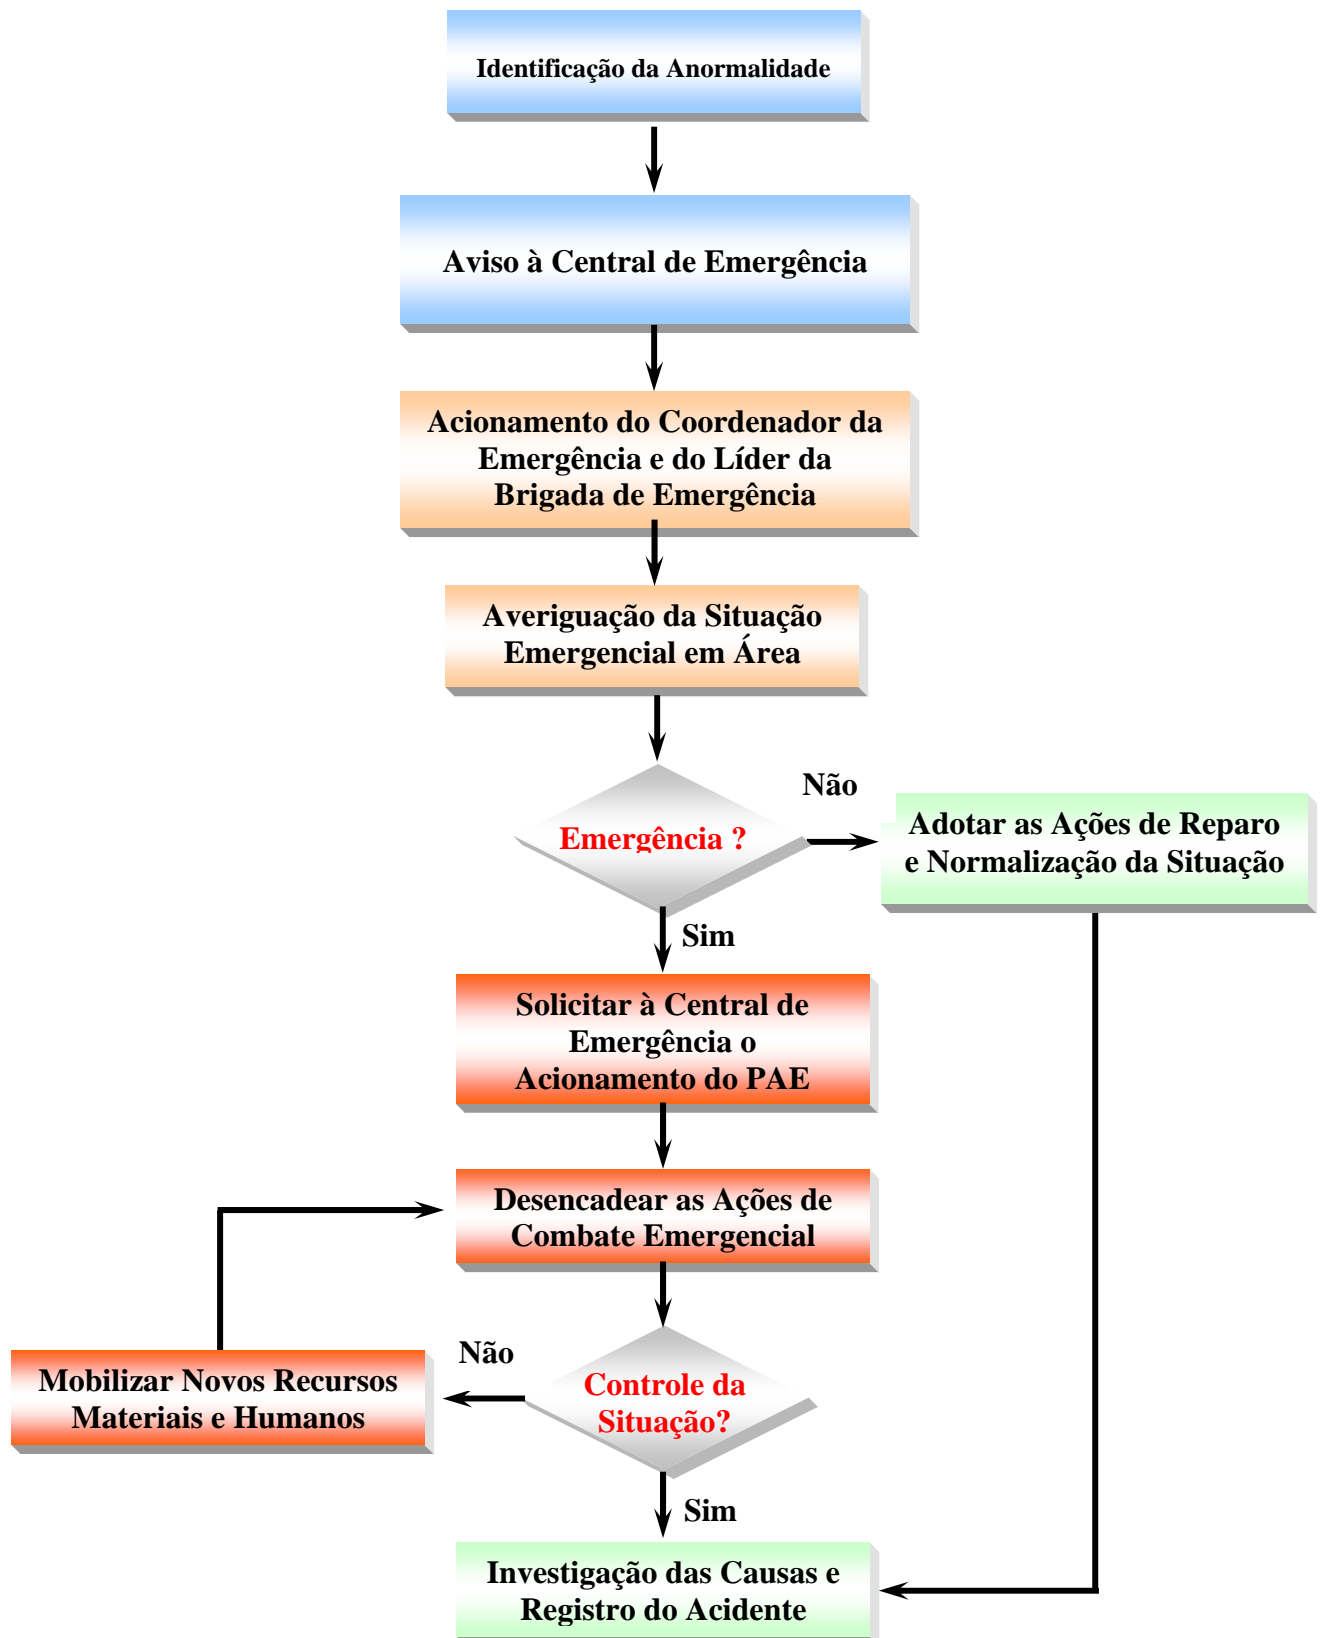 Identificação da Anormalidade
Aviso à Central de Emergência
Acionamento do Coordenador da
Emergência e do Líder da
Brigada de Emergência
Averiguação da Situação
Emergencial em Área
Emergência ?
Não
Adotar as Ações de Reparo
e Normalização da Situação
Sim
Solicitar à Central de
Emergência o
Acionamento do PAE
Desencadear as Ações de
Combate Emergencial
Não
Mobilizar Novos Recursos
Materiais e Humanos
Controle da
Situação?
Sim
Investigação das Causas e
Registro do Acidente